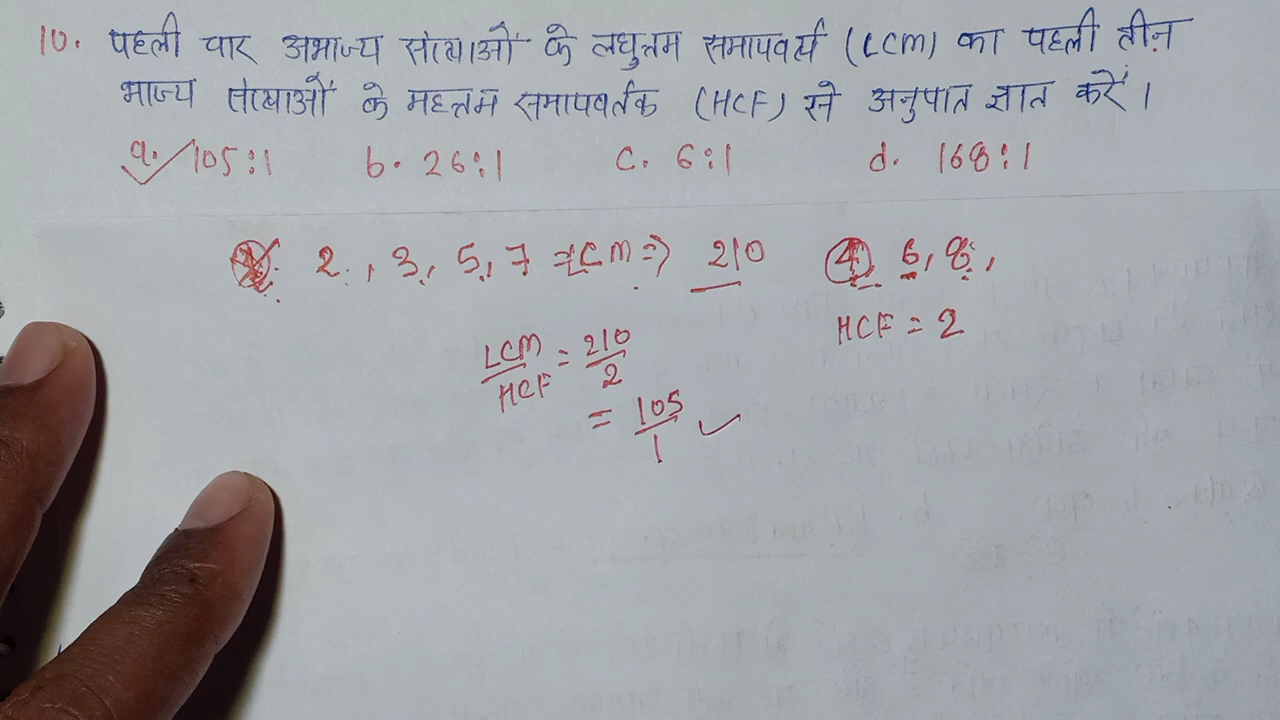 10. पहली चार अभाज्य संख्याओं के लघुत्तम समापवर्त्य (LCM) का पहली तीन
भाज्य संख्याओं के महत्तम समापवर्तक (HCF) से अनुपात ज्ञात करें।
a. 105:1 b. 26:1 c. 6:1 d. 168:1
2, 3, 5, 7 = LCM => 210 4, 6, 8,
HCF = 2
LCM/HCF = 210/2
= 105/1 ✓